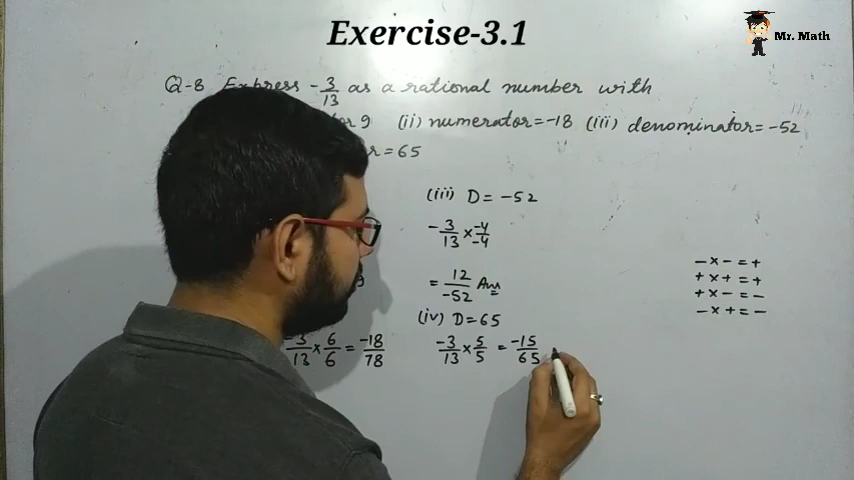 Exercise-3.1
Mr. Math
Q-8 Express -3/13 as a rational number with
9 (ii) numerator=-18 (iii) denominator=-52
=65
(iii) D=-52
-3/13×-4/-4
=12/-52 Ans
(iv) D=65
-3/13×6/6=-18/78
-3/13×5/5=-15/65
-×-=+
+×+=+
+×-=-
-×+=-